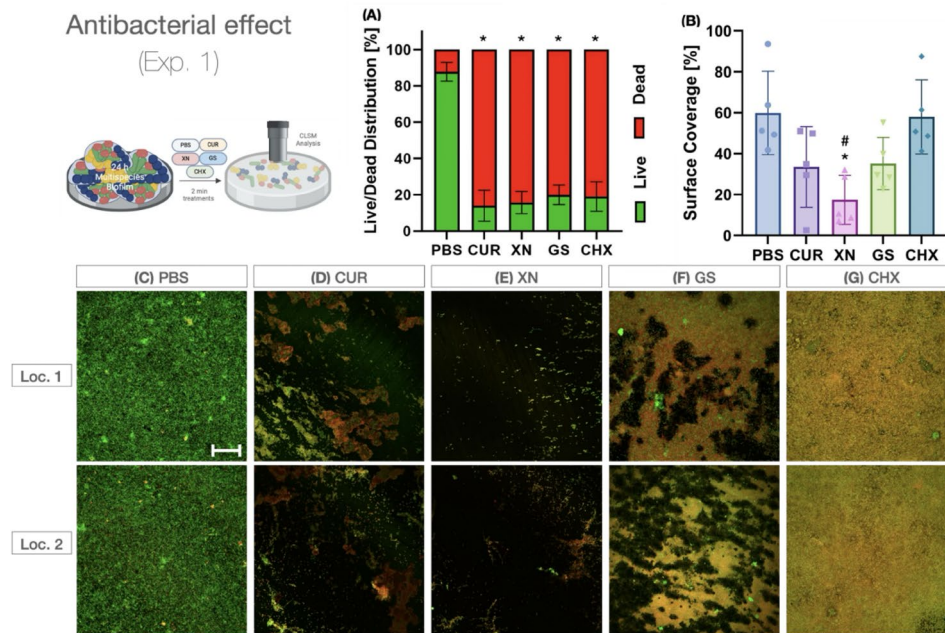 Antibacterial effect
(Exp. 1)
24 h
Multispecies
Biofilm
PBS
CUR
XN
GS
CHX
2 min
treatments
CLSM
Analysis
(A)
Live/Dead Distribution [%]
100
80
60
40
20
0
* * * *
PBS CUR XN GS CHX
Live Dead
(B)
Surface Coverage [%]
100
80
60
40
20
0
#
*
PBS CUR XN GS CHX
(C) PBS
(D) CUR
(E) XN
(F) GS
(G) CHX
Loc. 1
Loc. 2